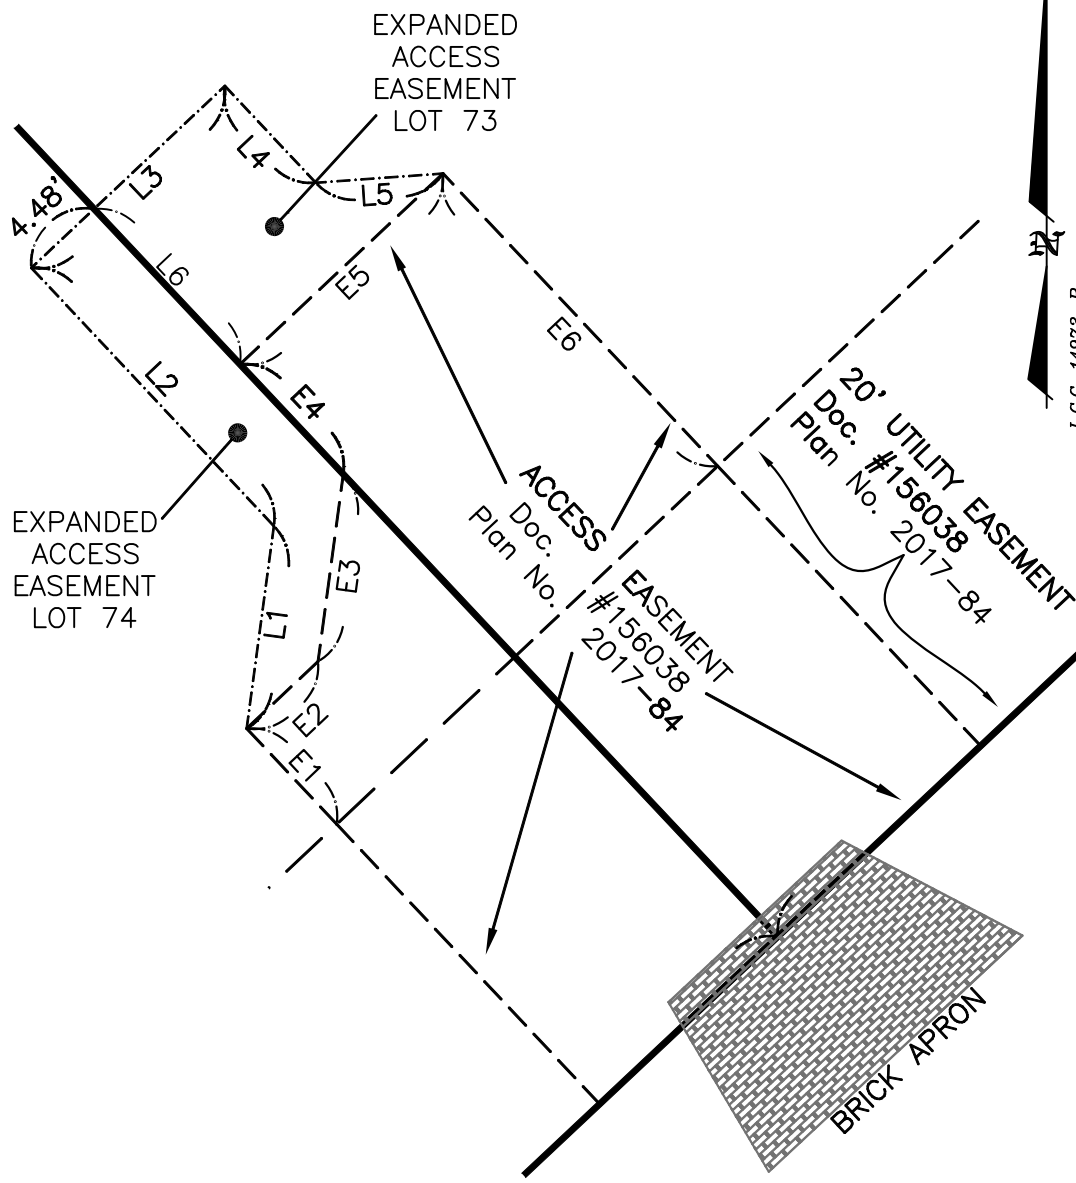 EXPANDED
ACCESS
EASEMENT
LOT 73
L4
L3
L5
4.48'
L6
E5
E6
L2
E4
20' UTILITY EASEMENT
Doc. #156038
Plan No. 2017-84
ACCESS EASEMENT
Doc. #156038
Plan No. 2017-84
EXPANDED
ACCESS
EASEMENT
LOT 74
E3
L1
E2
E1
BRICK APRON
N